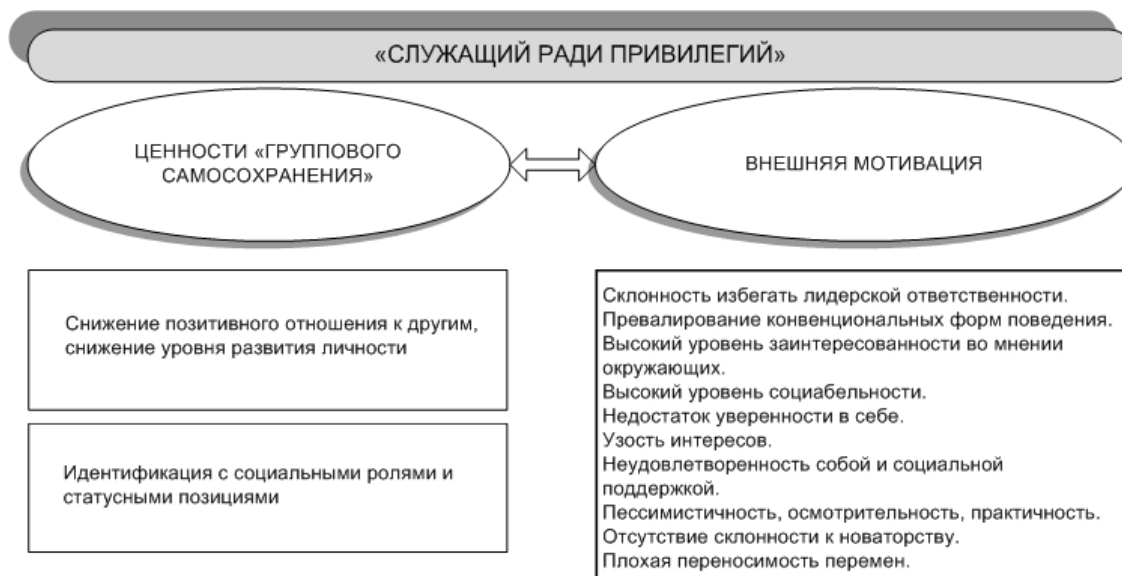 «СЛУЖАЩИЙ РАДИ ПРИВИЛЕГИЙ»
ЦЕННОСТИ «ГРУППОВОГО
САМОСОХРАНЕНИЯ»
ВНЕШНЯЯ МОТИВАЦИЯ
Снижение позитивного отношения к другим,
снижение уровня развития личности
Идентификация с социальными ролями и
статусными позициями
Склонность избегать лидерской ответственности.
Превалирование конвенциональных форм поведения.
Высокий уровень заинтересованности во мнении
окружающих.
Высокий уровень социабельности.
Недостаток уверенности в себе.
Узость интересов.
Неудовлетворенность собой и социальной
поддержкой.
Пессимистичность, осмотрительность, практичность.
Отсутствие склонности к новаторству.
Плохая переносимость перемен.